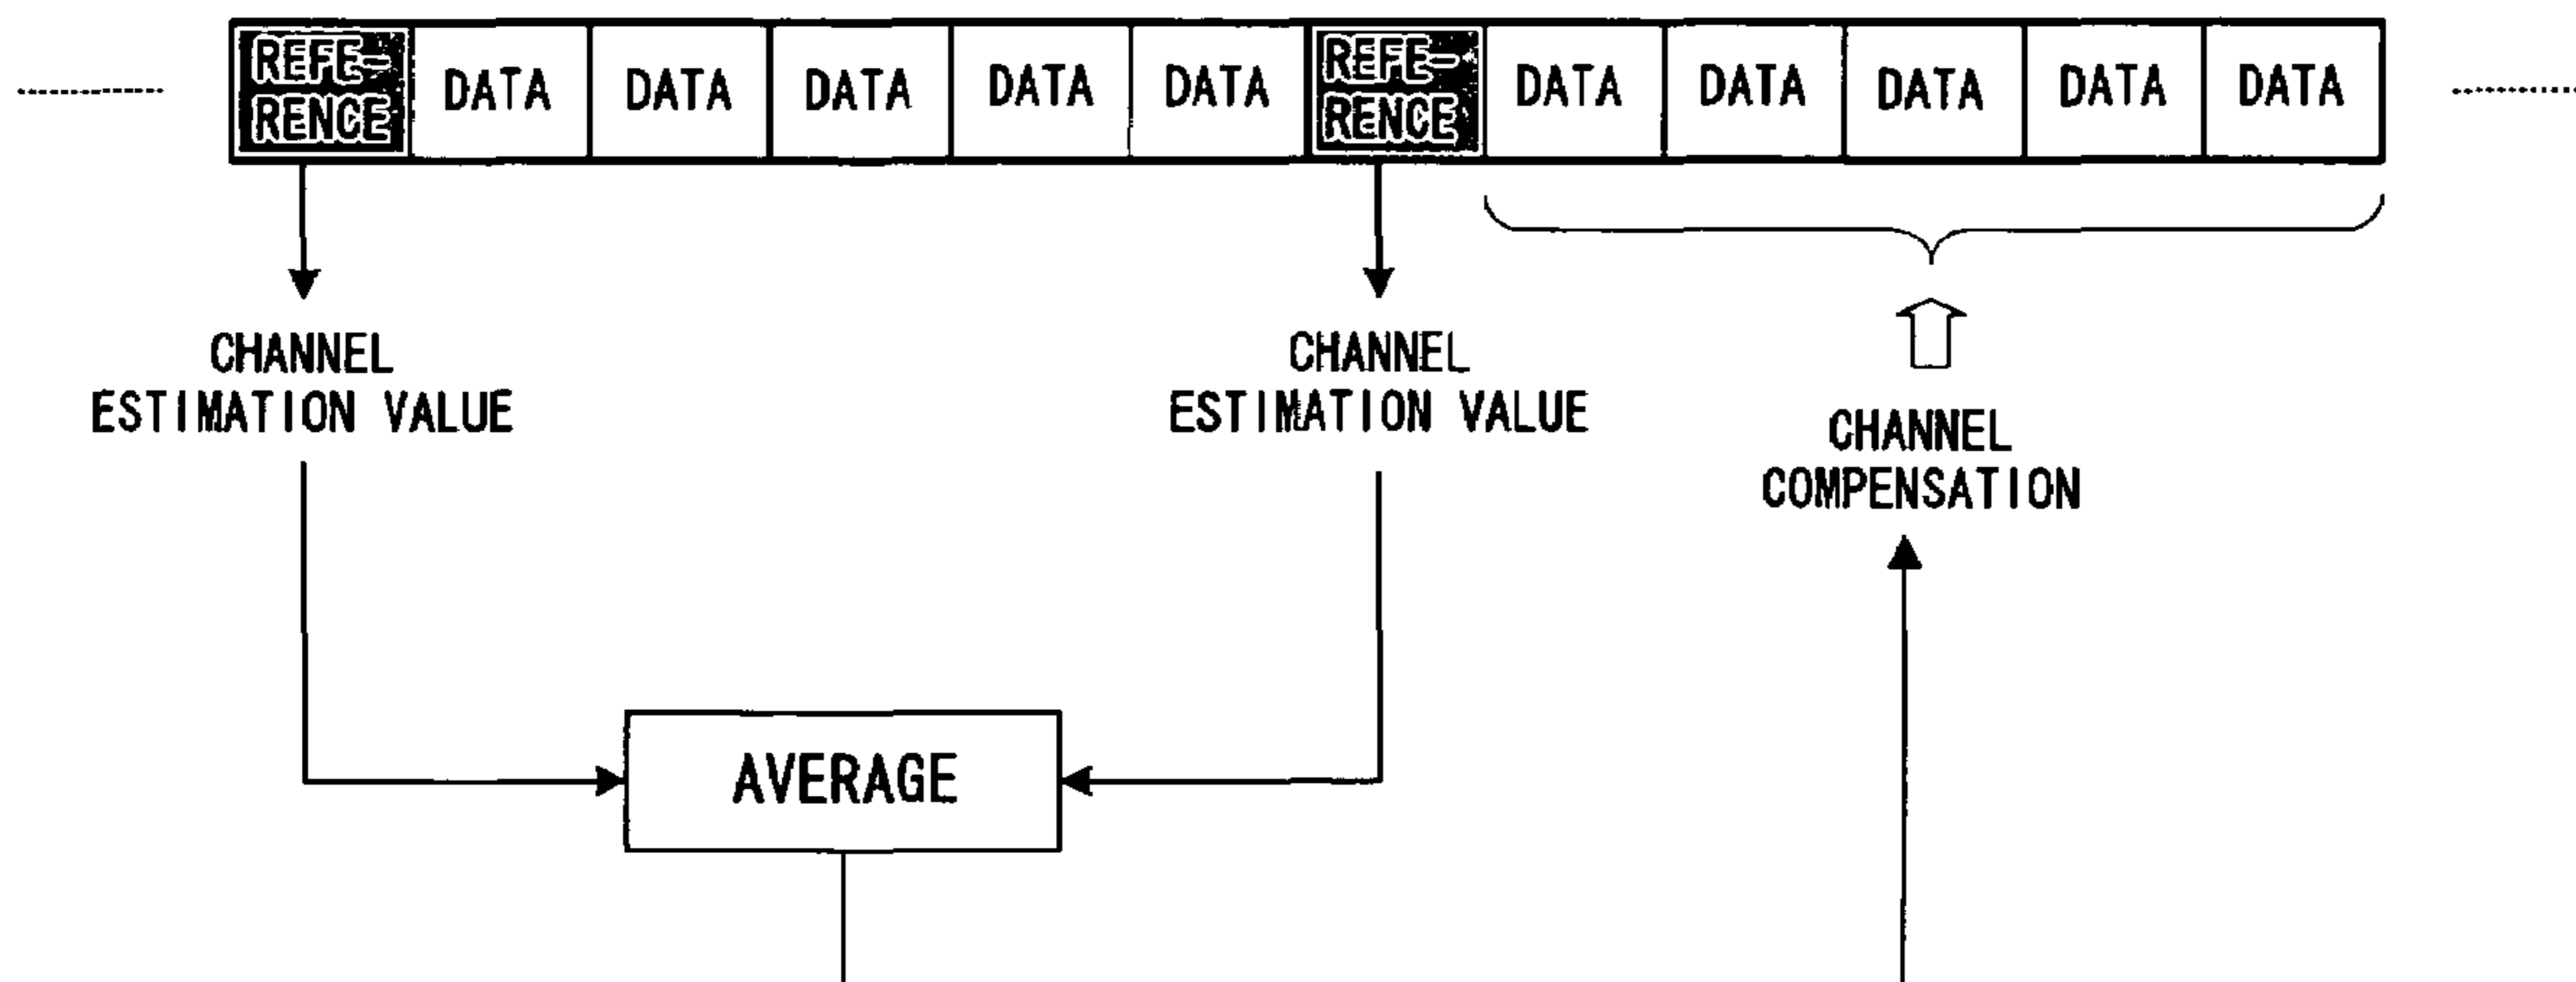 REFE-
RENCE
DATA
DATA
DATA
DATA
DATA
REFE-
RENCE
DATA
DATA
DATA
DATA
DATA
CHANNEL
ESTIMATION VALUE
CHANNEL
ESTIMATION VALUE
CHANNEL
COMPENSATION
AVERAGE